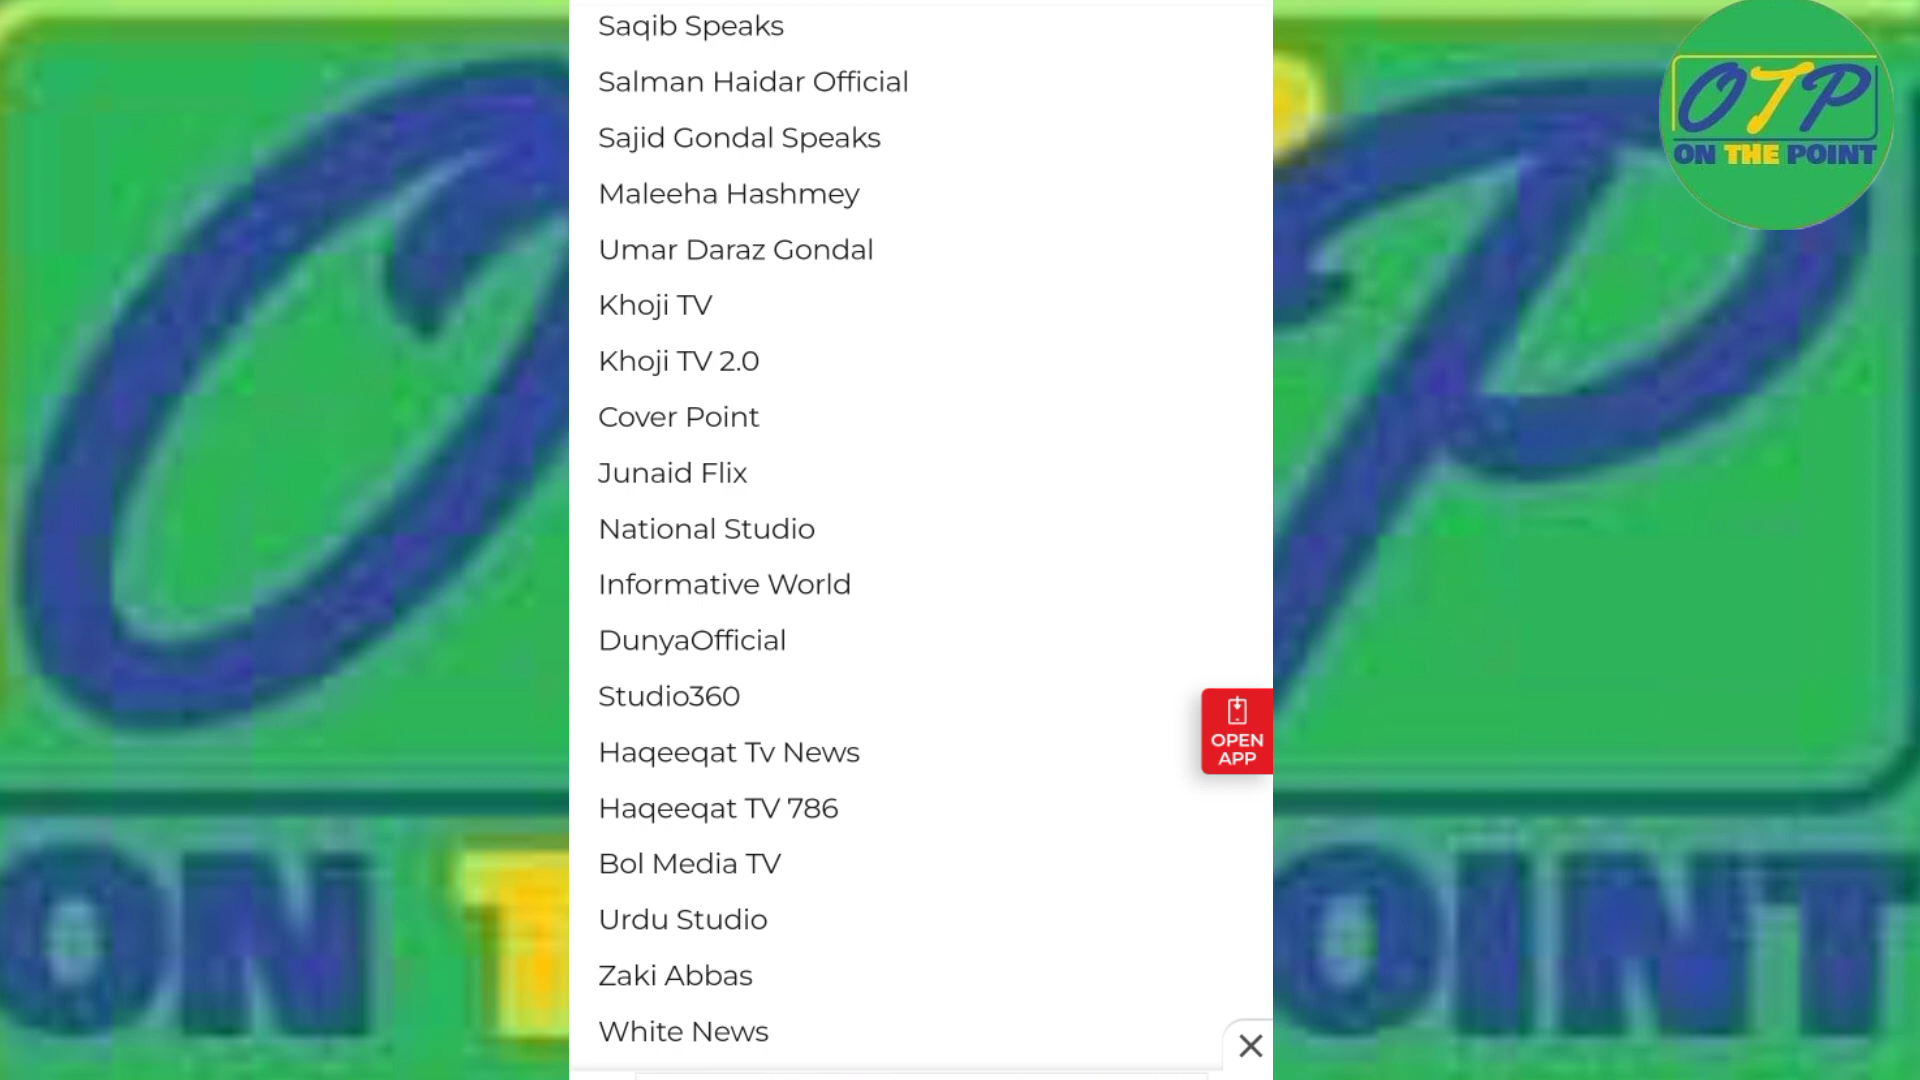 Saqib Speaks
Salman Haidar Official
Sajid Gondal Speaks
Maleeha Hashmey
Umar Daraz Gondal
Khoji TV
Khoji TV 2.0
Cover Point
Junaid Flix
National Studio
Informative World
DunyaOfficial
Studio360
Haqeeqat Tv News
Haqeeqat TV 786
Bol Media TV
Urdu Studio
Zaki Abbas
White News
OPEN
APP
OTP
ON THE POINT
O
P
ON T
OINT